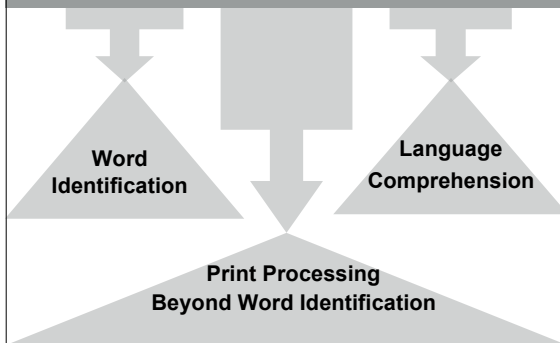 Word
Identification
Language
Comprehension
Print Processing
Beyond Word Identification